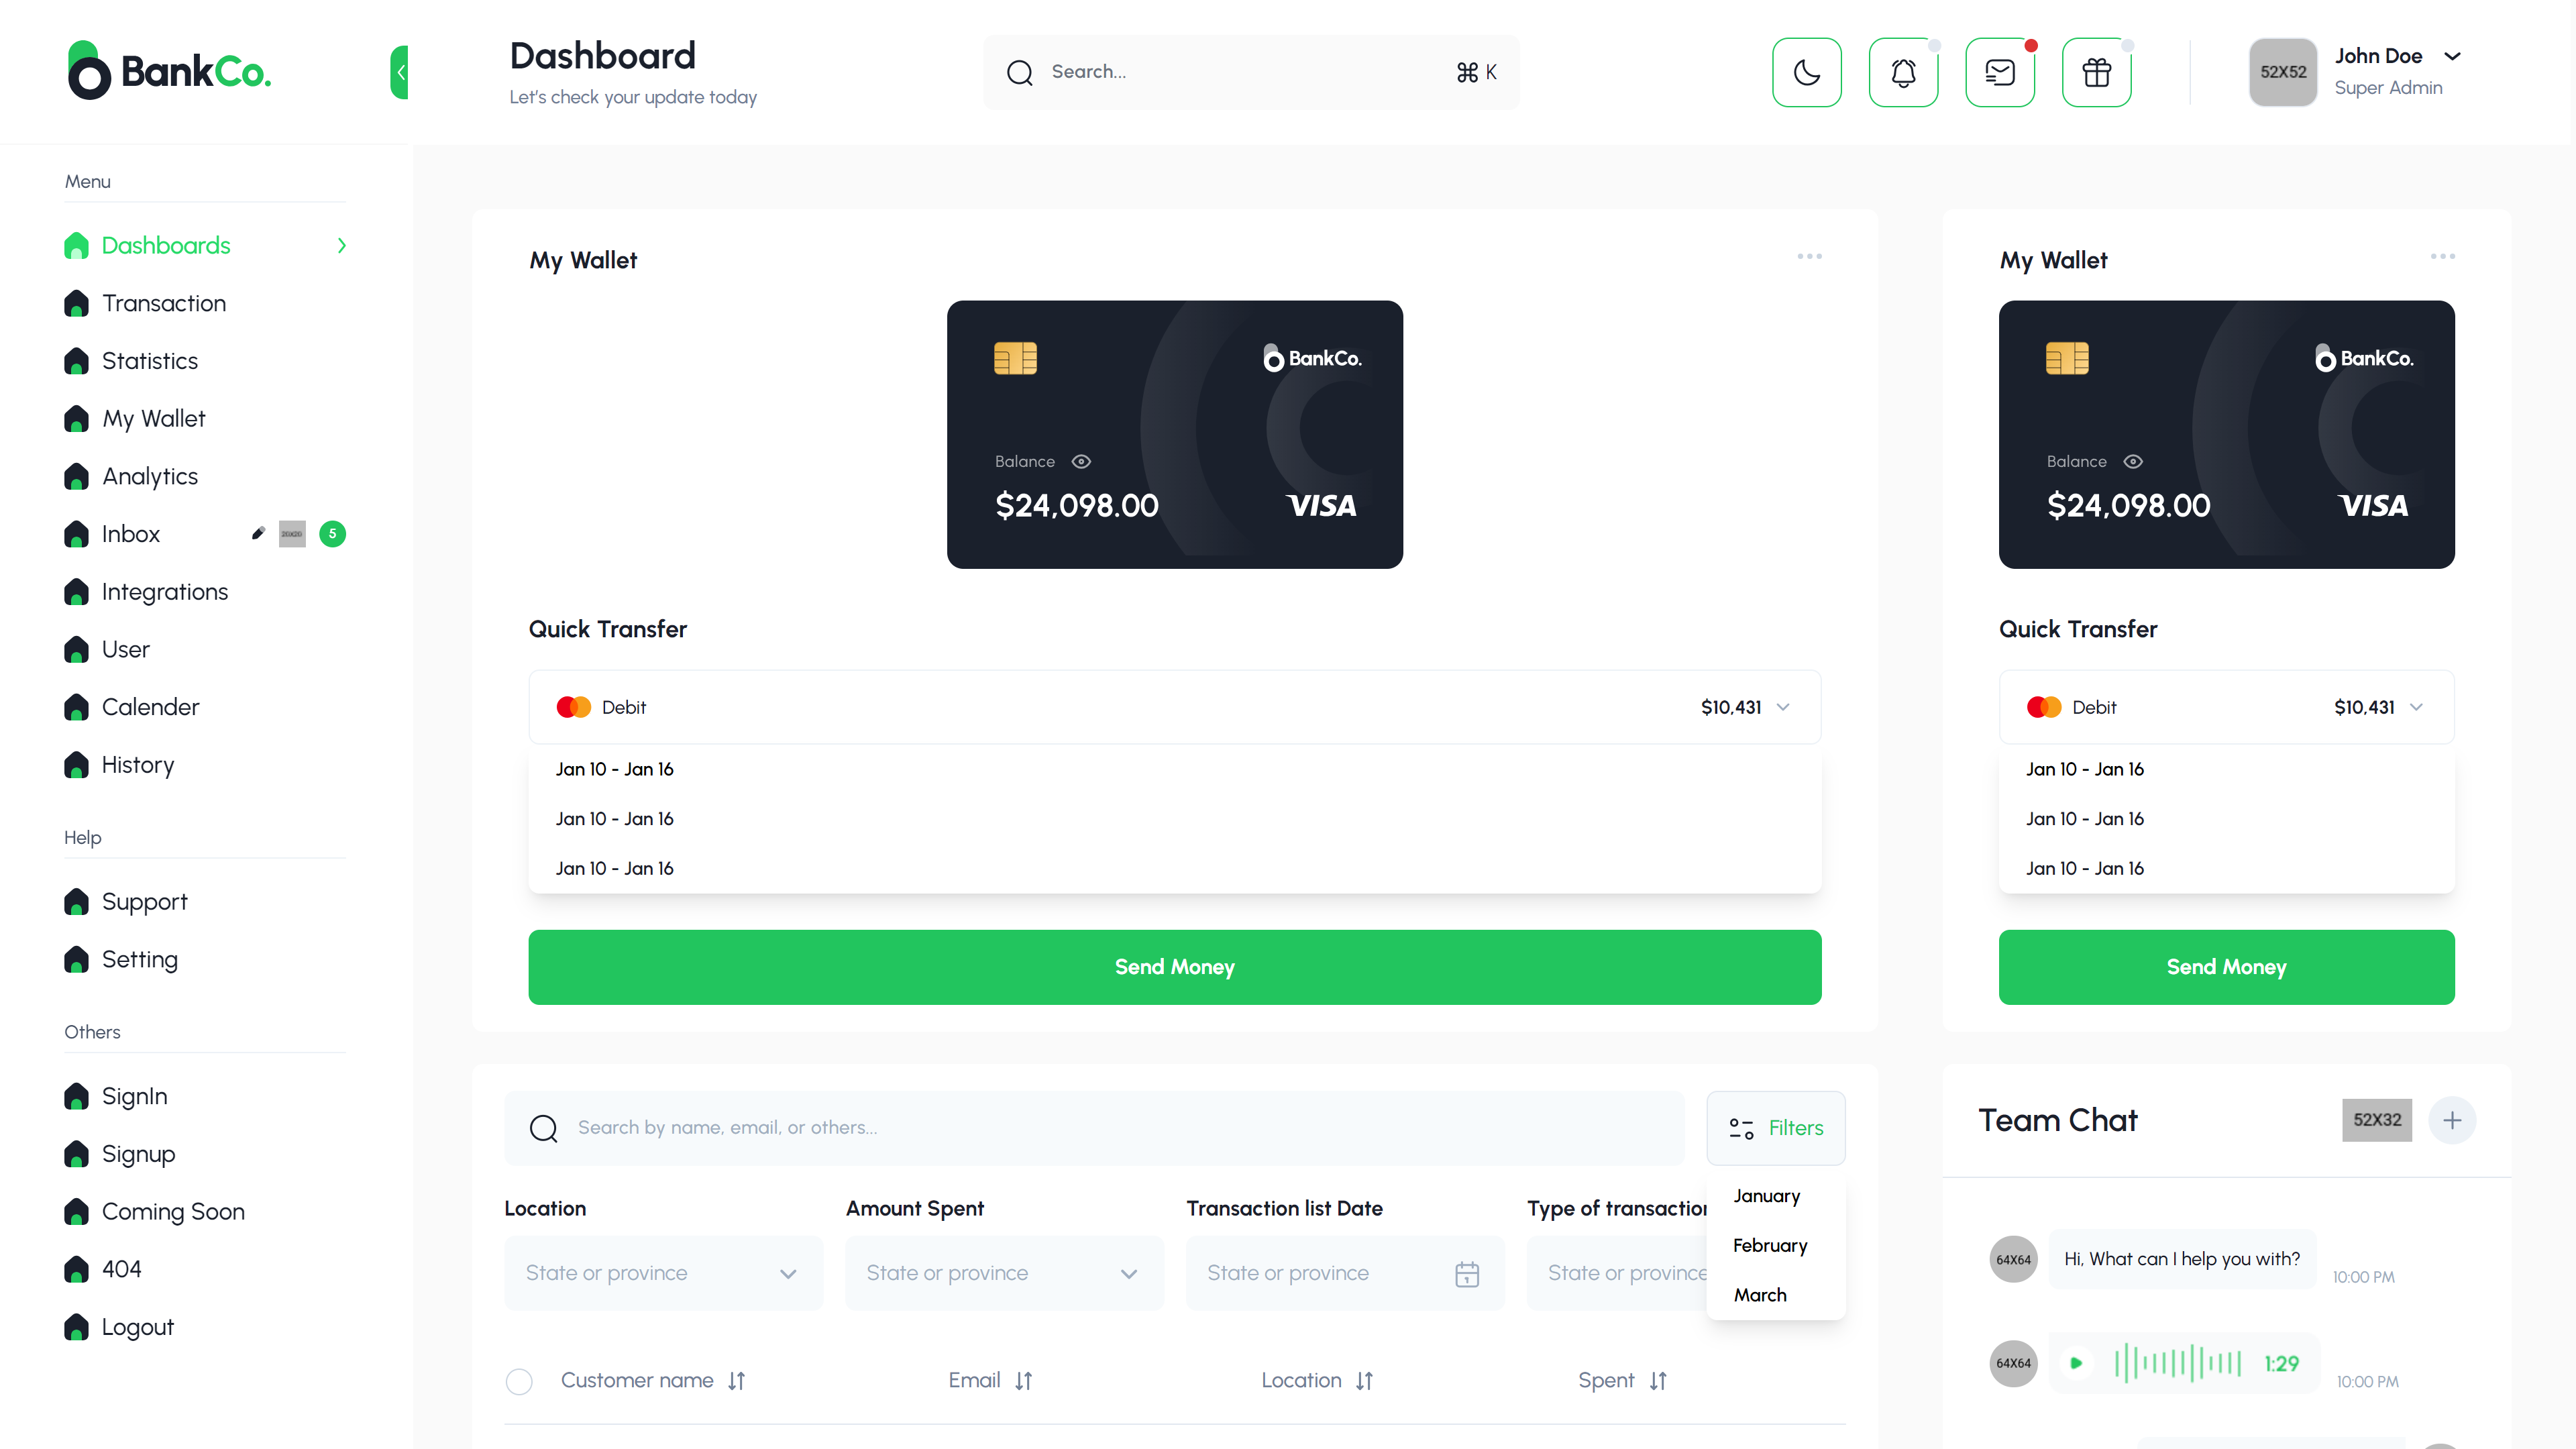 BankCo.
Dashboard
Let's check your update today
Search...
⌘ K
52X52
John Doe
Super Admin
Menu
Dashboards
Transaction
Statistics
My Wallet
Analytics
Inbox
20X20
5
Integrations
User
Calender
History
Help
Support
Setting
Others
SignIn
Signup
Coming Soon
404
Logout
My Wallet
BankCo.
Balance
$24,098.00
VISA
Quick Transfer
Debit
$10,431
Jan 10 - Jan 16
Jan 10 - Jan 16
Jan 10 - Jan 16
Send Money
My Wallet
BankCo.
Balance
$24,098.00
VISA
Quick Transfer
Debit
$10,431
Jan 10 - Jan 16
Jan 10 - Jan 16
Jan 10 - Jan 16
Send Money
Search by name, email, or others...
Filters
January
February
March
Location
Amount Spent
Transaction list Date
Type of transaction
State or province
State or province
State or province
State or province
Customer name
Email
Location
Spent
Team Chat
52X32
64X64
Hi, What can I help you with?
10:00 PM
64X64
1:29
10:00 PM